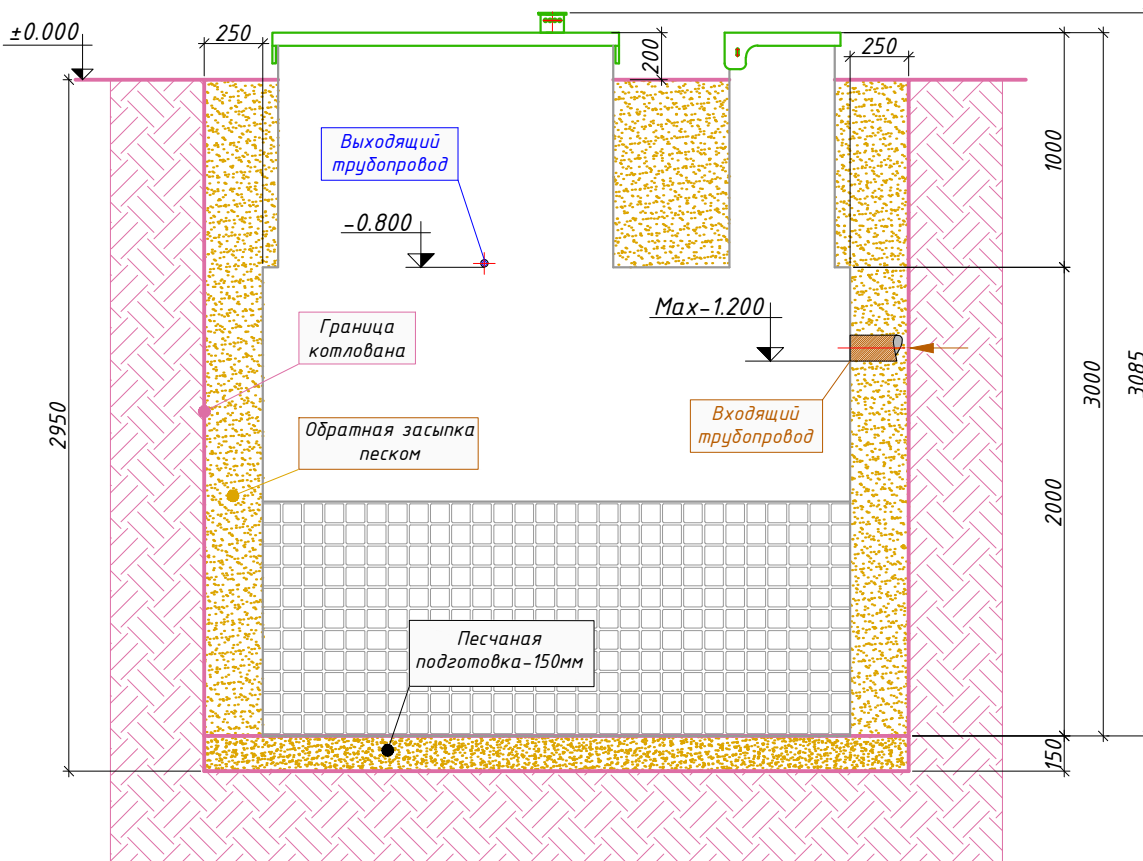 ±0.000
250
200
250
Выходящий
трубопровод
1000
-0.800
Max-1.200
Граница
котлована
3000
3085
2950
Входящий
трубопровод
Обратная засыпка
песком
2000
Песчаная
подготовка-150мм
150